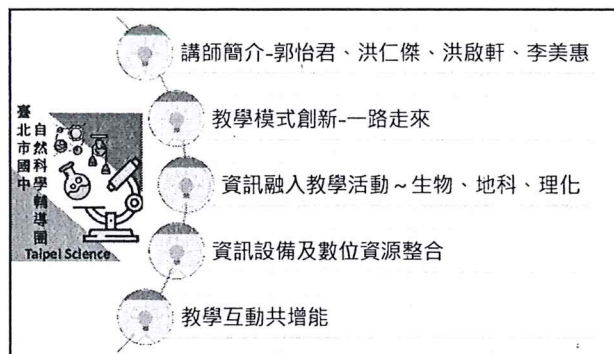 講師簡介-郭怡君、洪仁傑、洪啟軒、李美惠
教學模式創新-一路走來
資訊融入教學活動～生物、地科、理化
資訊設備及數位資源整合
教學互動共增能
臺北市國中
自然科學輔導團
Taipei Science